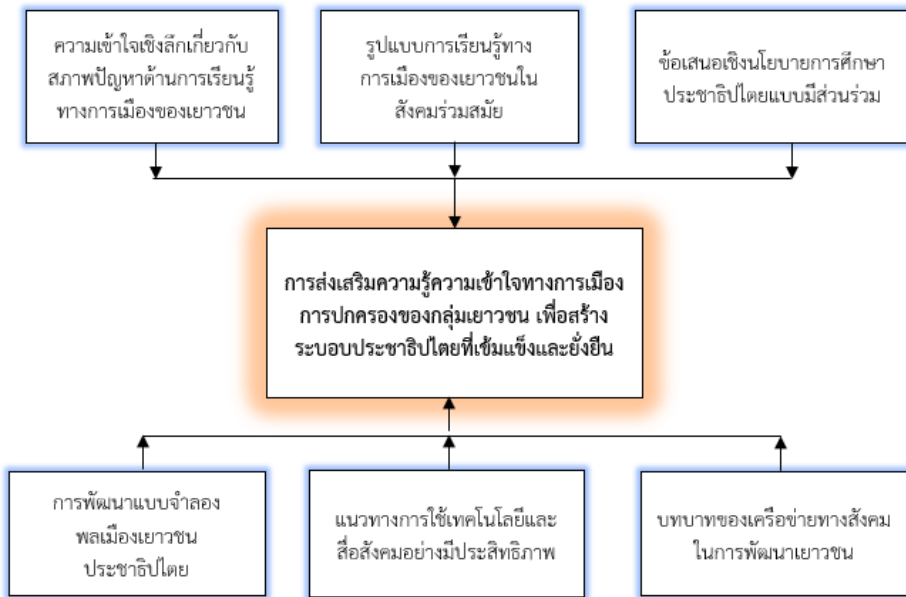 ความเข้าใจเชิงลึกเกี่ยวกับ
สภาพปัญหาด้านการเรียนรู้
ทางการเมืองของเยาวชน
รูปแบบการเรียนรู้ทาง
การเมืองของเยาวชนใน
สังคมร่วมสมัย
ข้อเสนอเชิงนโยบายการศึกษา
ประชาธิปไตยแบบมีส่วนร่วม
การส่งเสริมความรู้ความเข้าใจทางการเมือง
การปกครองของกลุ่มเยาวชน เพื่อสร้าง
ระบอบประชาธิปไตยที่เข้มแข็งและยั่งยืน
การพัฒนาแบบจำลอง
พลเมืองเยาวชน
ประชาธิปไตย
แนวทางการใช้เทคโนโลยีและ
สื่อสังคมอย่างมีประสิทธิภาพ
บทบาทของเครือข่ายทางสังคม
ในการพัฒนาเยาวชน